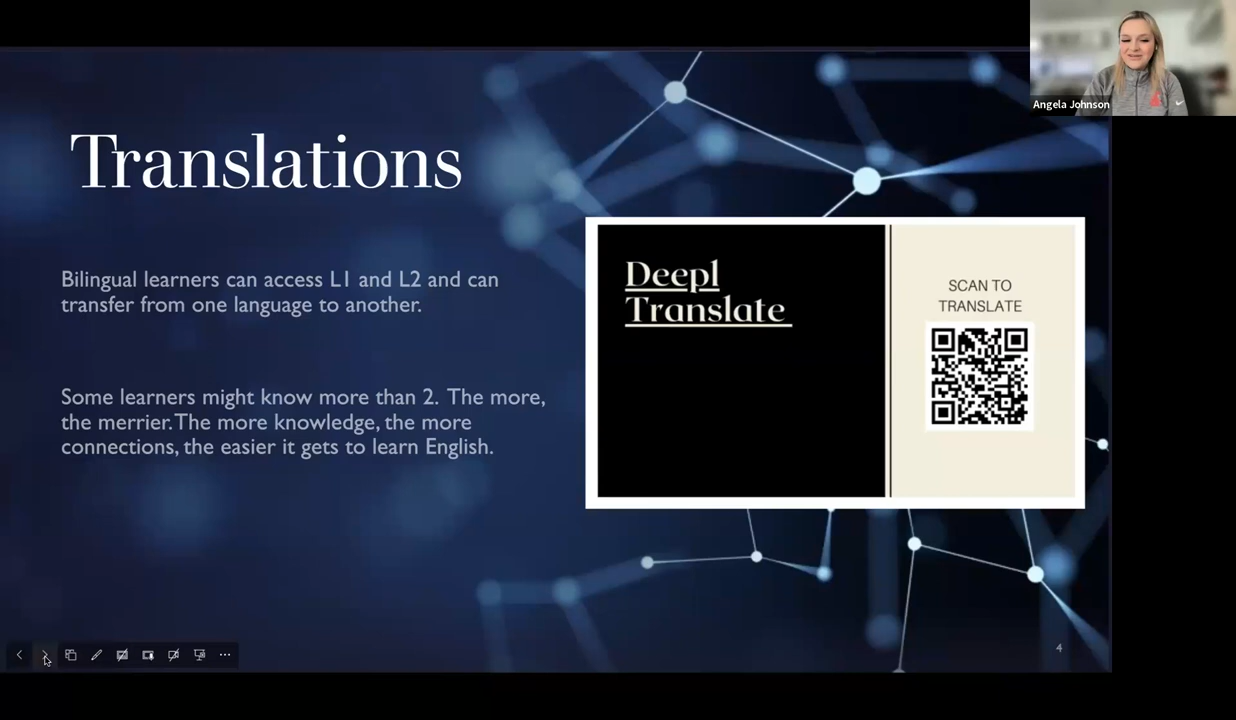 Angela Johnson
Translations
Bilingual learners can access L1 and L2 and can
transfer from one language to another.
Some learners might know more than 2. The more,
the merrier. The more knowledge, the more
connections, the easier it gets to learn English.
Deepl
Translate
SCAN TO
TRANSLATE
4